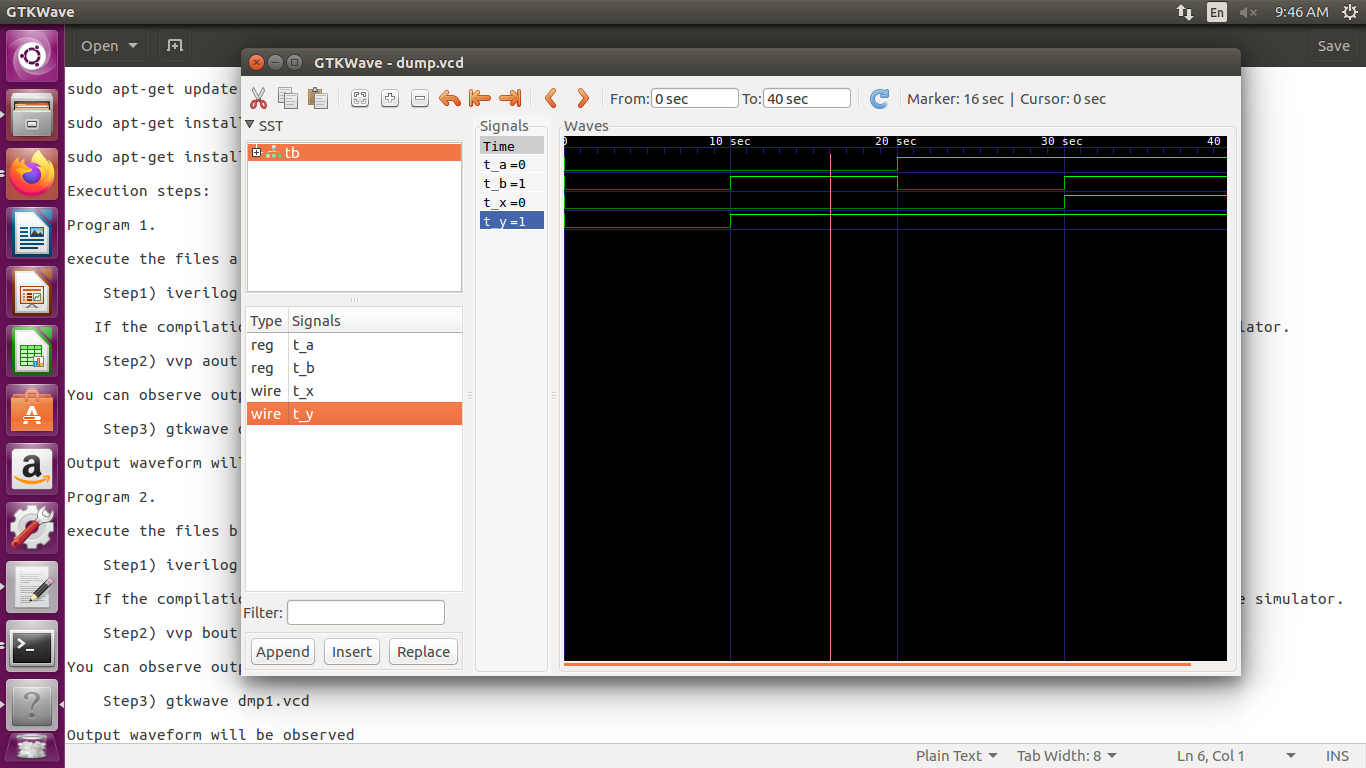 GTKWave
En
9:46 AM
Open
Save
GTKWave - dump.vcd
From: 0 sec To: 40 sec Marker: 16 sec | Cursor: 0 sec
SST
tb
Type Signals
reg t_a
reg t_b
wire t_x
wire t_y
Filter:
Append Insert Replace
Signals
Time
t_a =0
t_b =1
t_x =0
t_y =1
Waves
0 10 sec 20 sec 30 sec 40
sudo apt-get update
sudo apt-get instal
sudo apt-get instal
Execution steps:
Program 1.
execute the files a
Step1) iverilog
If the compilatio lator.
Step2) vvp aout
You can observe outp
Step3) gtkwave
Output waveform wil
Program 2.
execute the files b
Step1) iverilog
If the compilatio e simulator.
Step2) vvp bout
You can observe outp
Step3) gtkwave dmp1.vcd
Output waveform will be observed
Plain Text Tab Width: 8 Ln 6, Col 1 INS